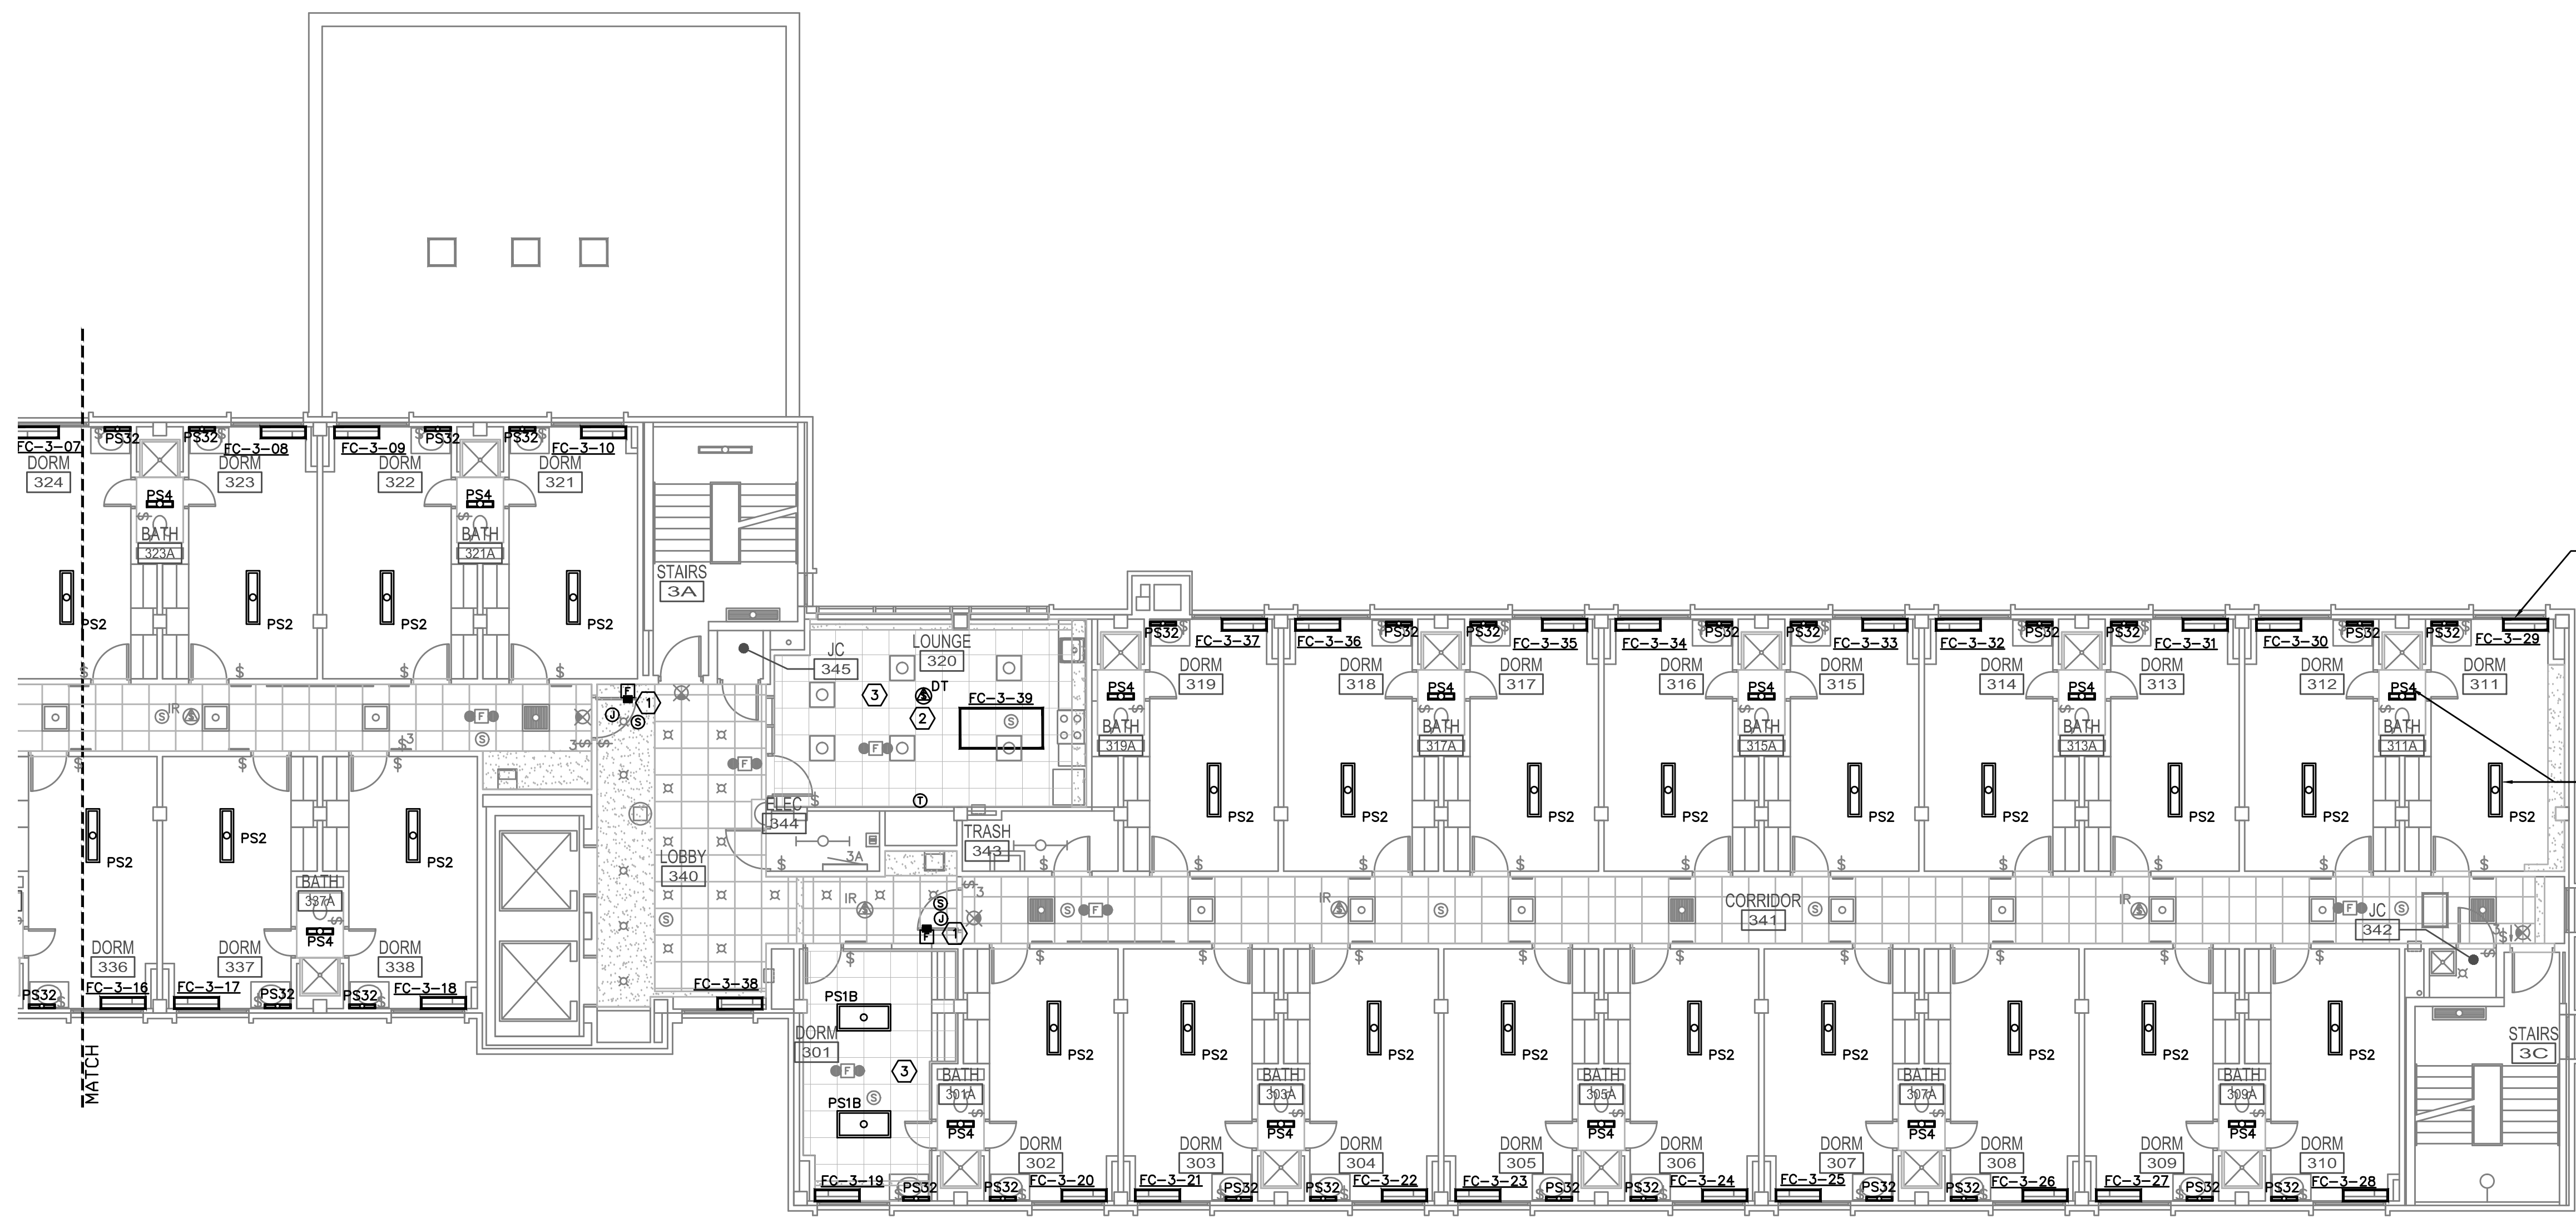 FC-3-07 PS32 PS32 FC-3-08 FC-3-09 PS32 PS32 FC-3-10
DORM DORM DORM DORM
324 323 322 321
PS4 PS4
BATH BATH
323A 321A
STAIRS
3A
PS2 PS2 PS2 PS2
$ $ $ $
JC
345
LOUNGE
320
3
DT
2
FC-3-39
S
F
T
PS32 FC-3-37 FC-3-36 PS32 PS32 FC-3-35 FC-3-34 PS32 PS32 FC-3-33 FC-3-32 PS32 PS32 FC-3-31 FC-3-30 PS32 PS32 FC-3-29
DORM DORM DORM DORM DORM DORM DORM DORM DORM
319 318 317 316 315 314 313 312 311
PS4 PS4 PS4 PS4 PS4
BATH BATH BATH BATH BATH
319A 317A 315A 313A 311A
PS2 PS2 PS2 PS2 PS2 PS2 PS2 PS2 PS2
$ $ $ $ $ $ $ $ $
S IR F S 3 3
F 1
J S
F
ELEC
344
3A
TRASH
343
LOBBY
340
S
IR
S 3
J
F 1
S F IR S
CORRIDOR
341
S IR F S
JC
342
$ $ $
PS2 PS2 PS2
BATH
337A
PS4
DORM DORM DORM
336 337 338
PS32 FC-3-16 FC-3-17 PS32 PS32 FC-3-18
FC-3-38
MATCH
$ $ $ $ $ $ $ $ $ $
PS1B
DORM
301
F 3
S
PS1B
PS2 PS2 PS2 PS2 PS2 PS2 PS2 PS2 PS2
STAIRS
3C
BATH BATH BATH BATH BATH
301A 303A 305A 307A 309A
PS4 PS4 PS4 PS4 PS4
DORM DORM DORM DORM DORM DORM DORM DORM DORM
302 303 304 305 306 307 308 309 310
FC-3-19 PS32 PS32 FC-3-20 FC-3-21 PS32 PS32 FC-3-22 FC-3-23 PS32 PS32 FC-3-24 FC-3-25 PS32 PS32 FC-3-26 FC-3-27 PS32 PS32 FC-3-28